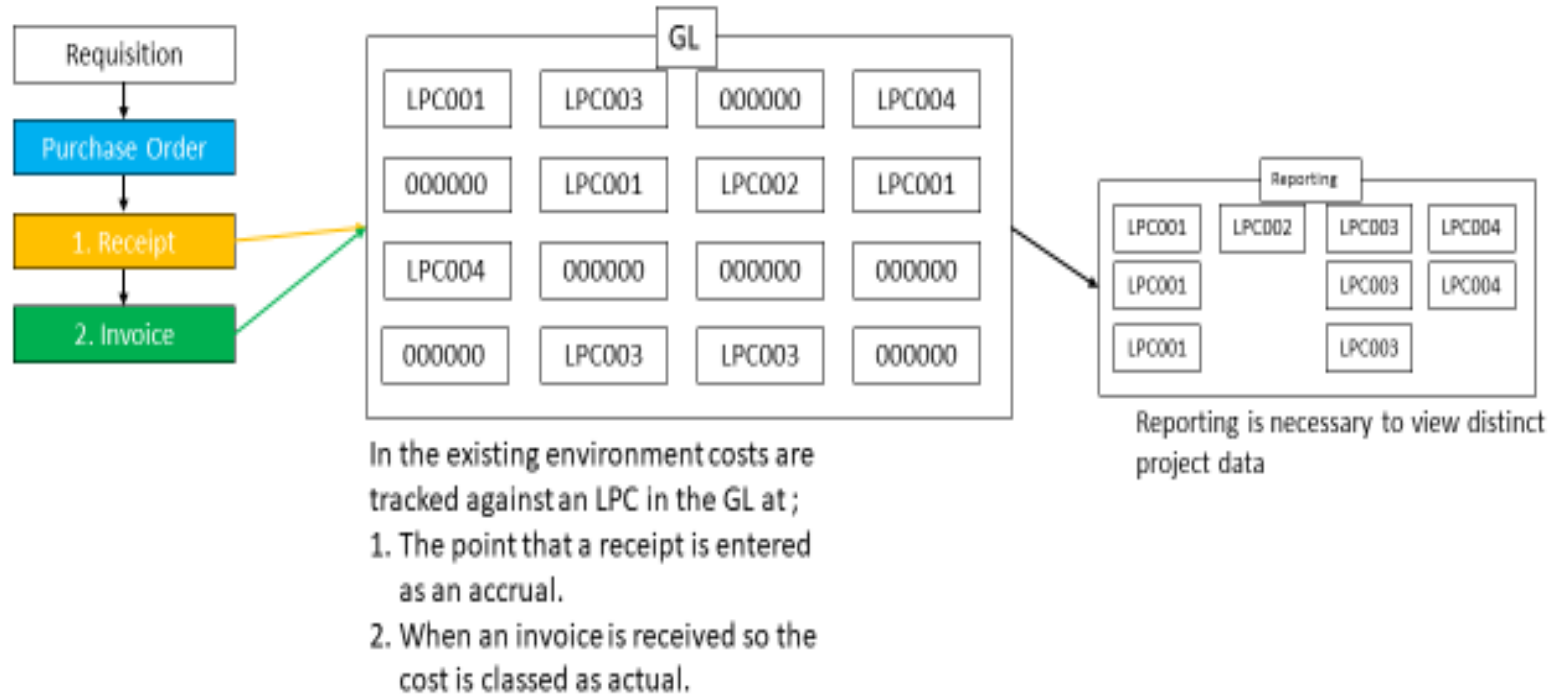 Requisition
Purchase Order
1. Receipt
2. Invoice
GL
LPC001 LPC003 000000 LPC004
000000 LPC001 LPC002 LPC001
LPC004 000000 000000 000000
000000 LPC003 LPC003 000000
In the existing environment costs are
tracked against an LPC in the GL at ;
1. The point that a receipt is entered
as an accrual.
2. When an invoice is received so the
cost is classed as actual.
Reporting
LPC001 LPC002 LPC003 LPC004
LPC001 LPC003 LPC004
LPC001 LPC003
Reporting is necessary to view distinct
project data